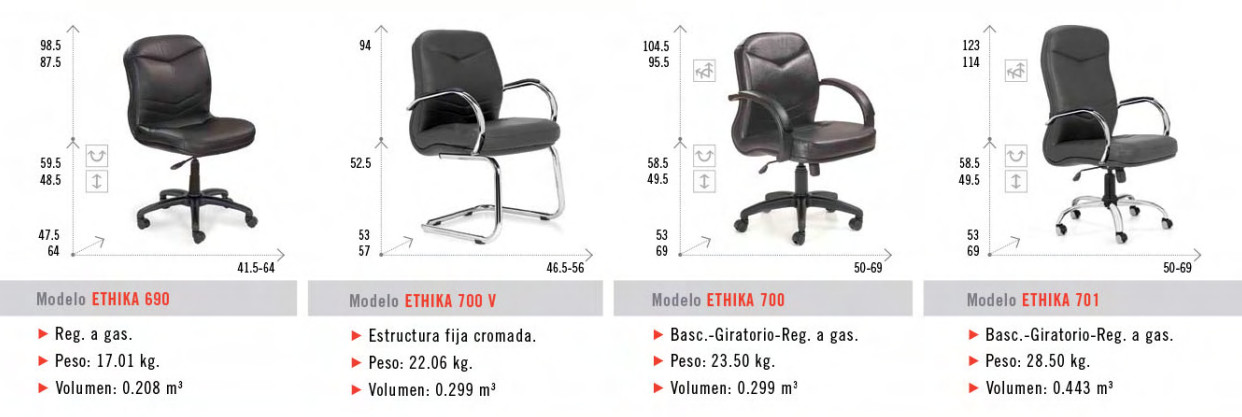 98.5
87.5
59.5
48.5
47.5
64
41.5-64
Modelo ETHIKA 690
Reg. a gas.
Peso: 17.01 kg.
Volumen: 0.208 m³
94
52.5
53
57
46.5-56
Modelo ETHIKA 700 V
Estructura fija cromada.
Peso: 22.06 kg.
Volumen: 0.299 m³
104.5
95.5
58.5
49.5
53
69
50-69
Modelo ETHIKA 700
Basc.-Giratorio-Reg. a gas.
Peso: 23.50 kg.
Volumen: 0.299 m³
123
114
58.5
49.5
53
69
50-69
Modelo ETHIKA 701
Basc.-Giratorio-Reg. a gas.
Peso: 28.50 kg.
Volumen: 0.443 m³